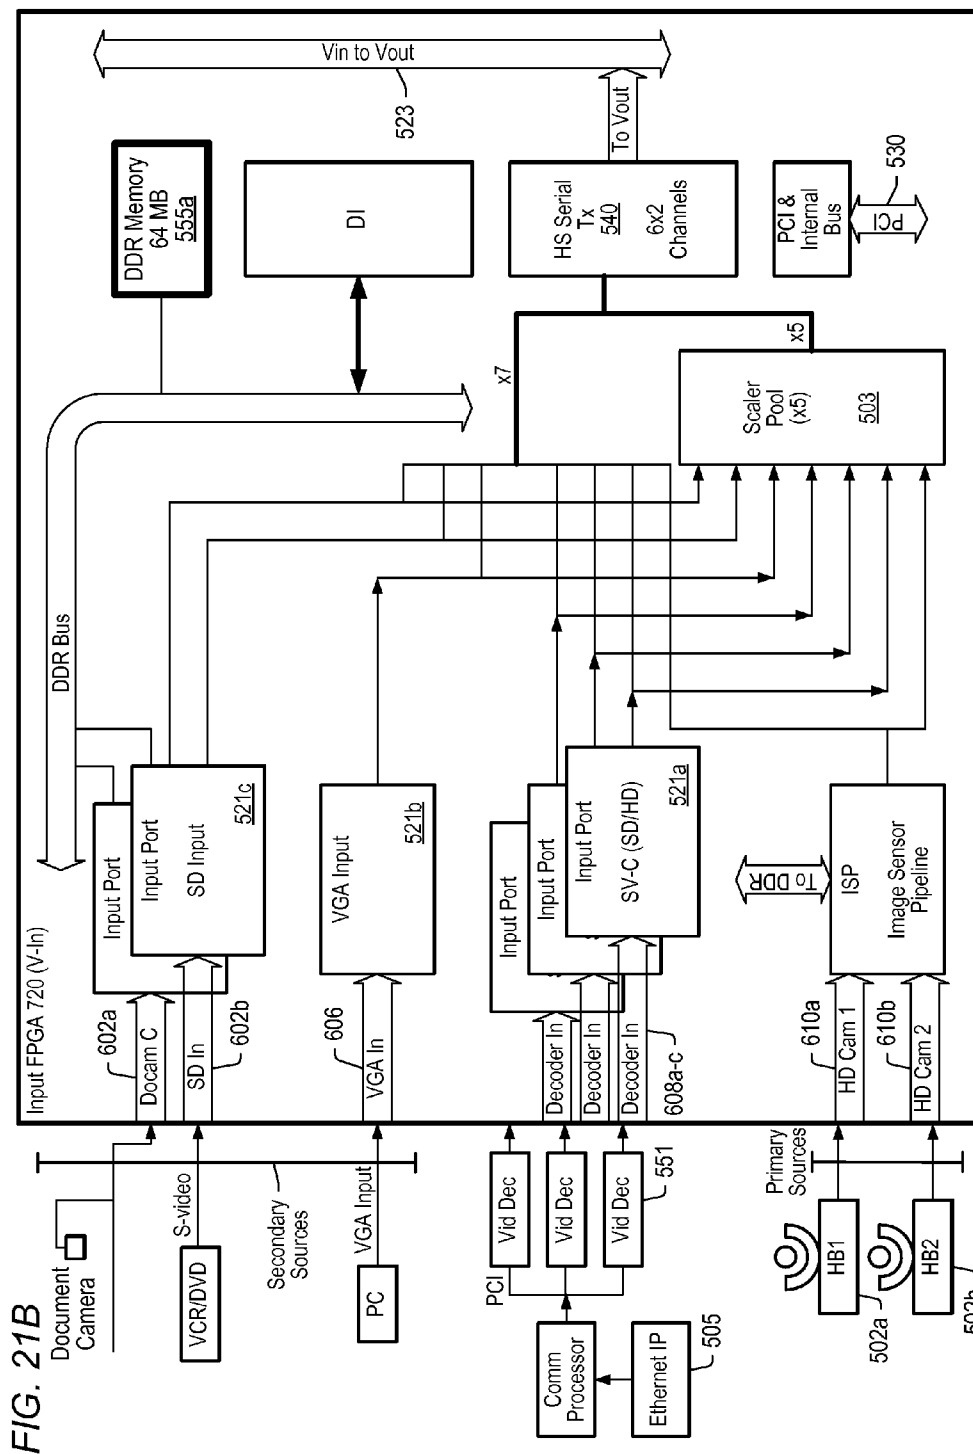 FIG. 21B
Document
Camera
VCR/DVD
S-video
Secondary
Sources
PC
VGA Input
Comm
Processor
Ethernet IP
505
PCI
Vid Dec
Vid Dec
Vid Dec
551
Primary
Sources
HB1
502a
HB2
Input FPGA 720 (V-In)
Docam C
602a
SD In
602b
VGA In
606
Decoder In
Decoder In
Decoder In
608a-c
HD Cam 1
610a
HD Cam 2
610b
Input Port
Input Port
SD Input
521c
VGA Input
521b
Input Port
Input Port
Input Port
SV-C (SD/HD)
521a
To DDR
ISP
Image Sensor
Pipeline
DDR Bus
DDR Memory
64 MB
555a
DI
Vin to Vout
523
To Vout
HS Serial
Tx
540
6x2
Channels
x7
x5
Scaler
Pool
(x5)
503
PCI &
Internal
Bus
PCI
530